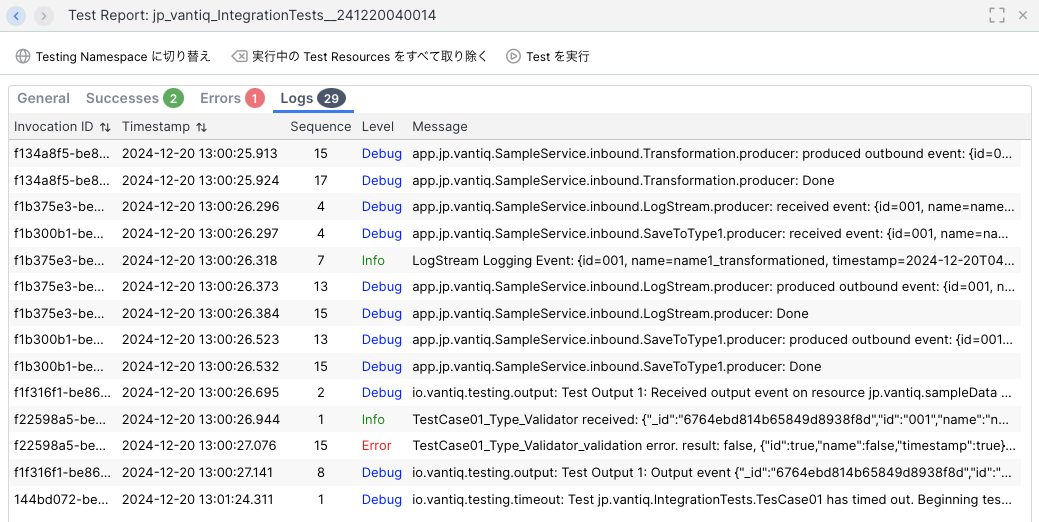 Test Report: jp_vantiq_IntegrationTests__241220040014
Testing Namespace に切り替え 実行中の Test Resources をすべて取り除く Test を実行
General Successes 2 Errors 1 Logs 29
Invocation ID Timestamp Sequence Level Message
f134a8f5-be8... 2024-12-20 13:00:25.913 15 Debug app.jp.vantiq.SampleService.inbound.Transformation.producer: produced outbound event: {id=0...
f134a8f5-be8... 2024-12-20 13:00:25.924 17 Debug app.jp.vantiq.SampleService.inbound.Transformation.producer: Done
f1b375e3-be... 2024-12-20 13:00:26.296 4 Debug app.jp.vantiq.SampleService.inbound.LogStream.producer: received event: {id=001, name=name...
f1b300b1-be... 2024-12-20 13:00:26.297 4 Debug app.jp.vantiq.SampleService.inbound.SaveToType1.producer: received event: {id=001, name=na...
f1b375e3-be... 2024-12-20 13:00:26.318 7 Info LogStream Logging Event: {id=001, name=name1_transformationed, timestamp=2024-12-20T04...
f1b375e3-be... 2024-12-20 13:00:26.373 13 Debug app.jp.vantiq.SampleService.inbound.LogStream.producer: produced outbound event: {id=001, n...
f1b375e3-be... 2024-12-20 13:00:26.384 15 Debug app.jp.vantiq.SampleService.inbound.LogStream.producer: Done
f1b300b1-be... 2024-12-20 13:00:26.523 13 Debug app.jp.vantiq.SampleService.inbound.SaveToType1.producer: produced outbound event: {id=001...
f1b300b1-be... 2024-12-20 13:00:26.532 15 Debug app.jp.vantiq.SampleService.inbound.SaveToType1.producer: Done
f1f316f1-be86... 2024-12-20 13:00:26.695 2 Debug io.vantiq.testing.output: Test Output 1: Received output event on resource jp.vantiq.sampleData ...
f22598a5-be... 2024-12-20 13:00:26.944 1 Info TestCase01_Type_Validator received: {"_id":"6764ebd814b65849d8938f8d","id":"001","name":"n...
f22598a5-be... 2024-12-20 13:00:27.076 15 Error TestCase01_Type_Validator_validation error. result: false, {"id":true,"name":false,"timestamp":true}...
f1f316f1-be86... 2024-12-20 13:00:27.141 8 Debug io.vantiq.testing.output: Test Output 1: Output event {"_id":"6764ebd814b65849d8938f8d","id":"...
144bd072-be... 2024-12-20 13:01:24.311 1 Debug io.vantiq.testing.timeout: Test jp.vantiq.IntegrationTests.TesCase01 has timed out. Beginning tes...